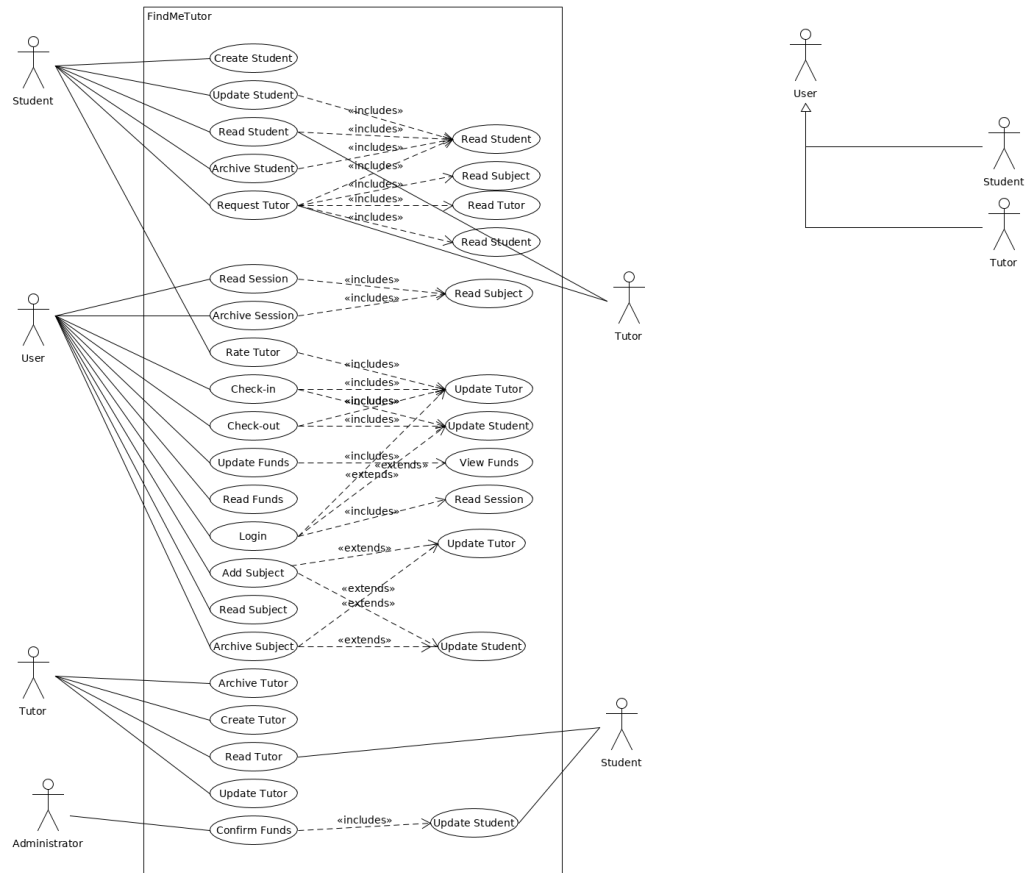 FindMeTutor
User
Student
Create Student
Student
Update Student
«includes»
Read Student
«includes»
Read Student
«includes»
Archive Student
«includes»
Read Subject
Student
«includes»
Request Tutor
«includes»
Read Tutor
«includes»
Read Student
Tutor
Read Session
«includes»
Read Subject
«includes»
Archive Session
Tutor
User
Rate Tutor
«includes»
Check-in
«includes»
Update Tutor
«includes»
«includes»
Check-out
«includes»
Update Student
Update Funds
«includes»
«extends»
View Funds
«extends»
Read Funds
Read Session
«includes»
Login
«extends»
Update Tutor
Add Subject
«extends»
«extends»
Read Subject
Archive Subject
«extends»
Update Student
Archive Tutor
Tutor
Create Tutor
Read Tutor
Student
Update Tutor
Confirm Funds
«includes»
Update Student
Administrator